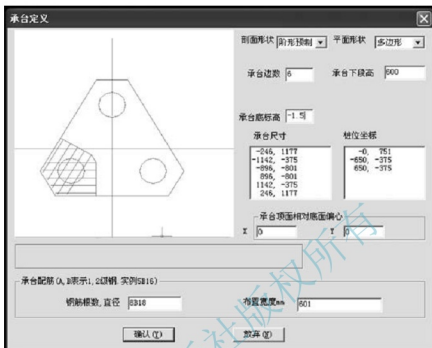 承台定义
剖面形状 阶形预制 平面形状 多边形
承台边数 6 承台下段高 600
承台底标高 -1.5
承台尺寸 桩位坐标
-246, 1177
-1142, -375
-896, -801
896, -801
1142, -375
246, 1177
-0, 751
-650, -375
650, -375
承台顶面相对底面偏心
X 0 Y 0
承台配筋(A,B表示1,2级钢,实例5B16)
钢筋根数,直径 8B18 布置宽度mm 601
确认(Y) 放弃(N)
社版权所有